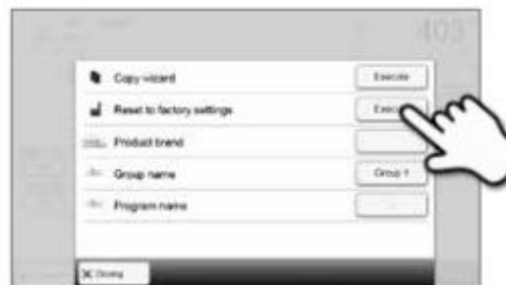 403°
Copy wizard
Execute
Reset to factory settings
Product brand
Group name
Group 1
Program name